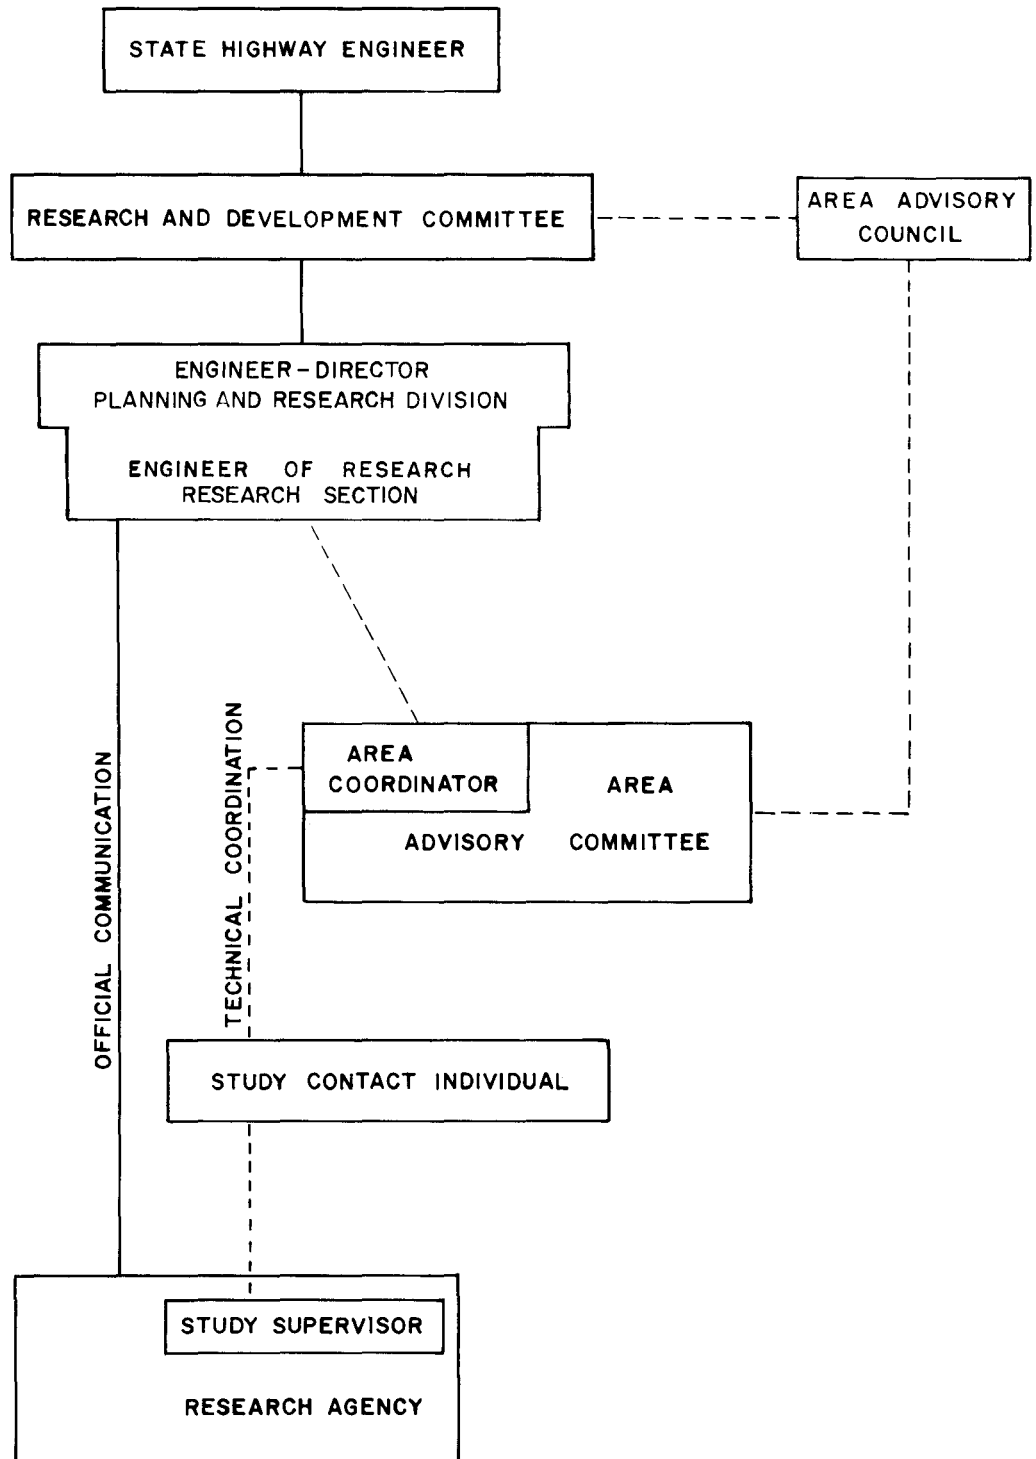 STATE HIGHWAY ENGINEER
RESEARCH AND DEVELOPMENT COMMITTEE
AREA ADVISORY
COUNCIL
ENGINEER-DIRECTOR
PLANNING AND RESEARCH DIVISION
ENGINEER OF RESEARCH
RESEARCH SECTION
OFFICIAL COMMUNICATION
TECHNICAL COORDINATION
AREA
COORDINATOR
AREA
ADVISORY COMMITTEE
STUDY CONTACT INDIVIDUAL
STUDY SUPERVISOR
RESEARCH AGENCY